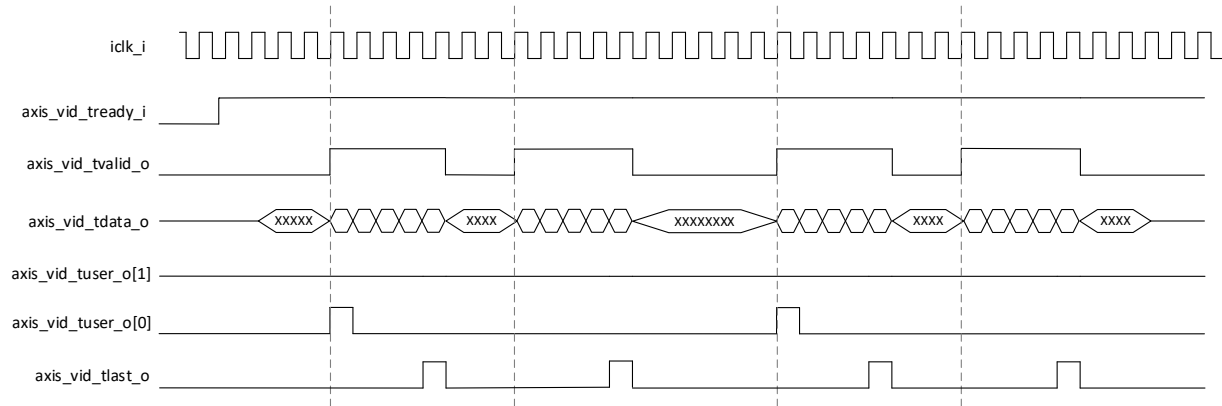 iclk_i
axis_vid_tready_i
axis_vid_tvalid_o
axis_vid_tdata_o XXXXX XXXX XXXXXXXX XXXX XXXX
axis_vid_tuser_o[1]
axis_vid_tuser_o[0]
axis_vid_tlast_o